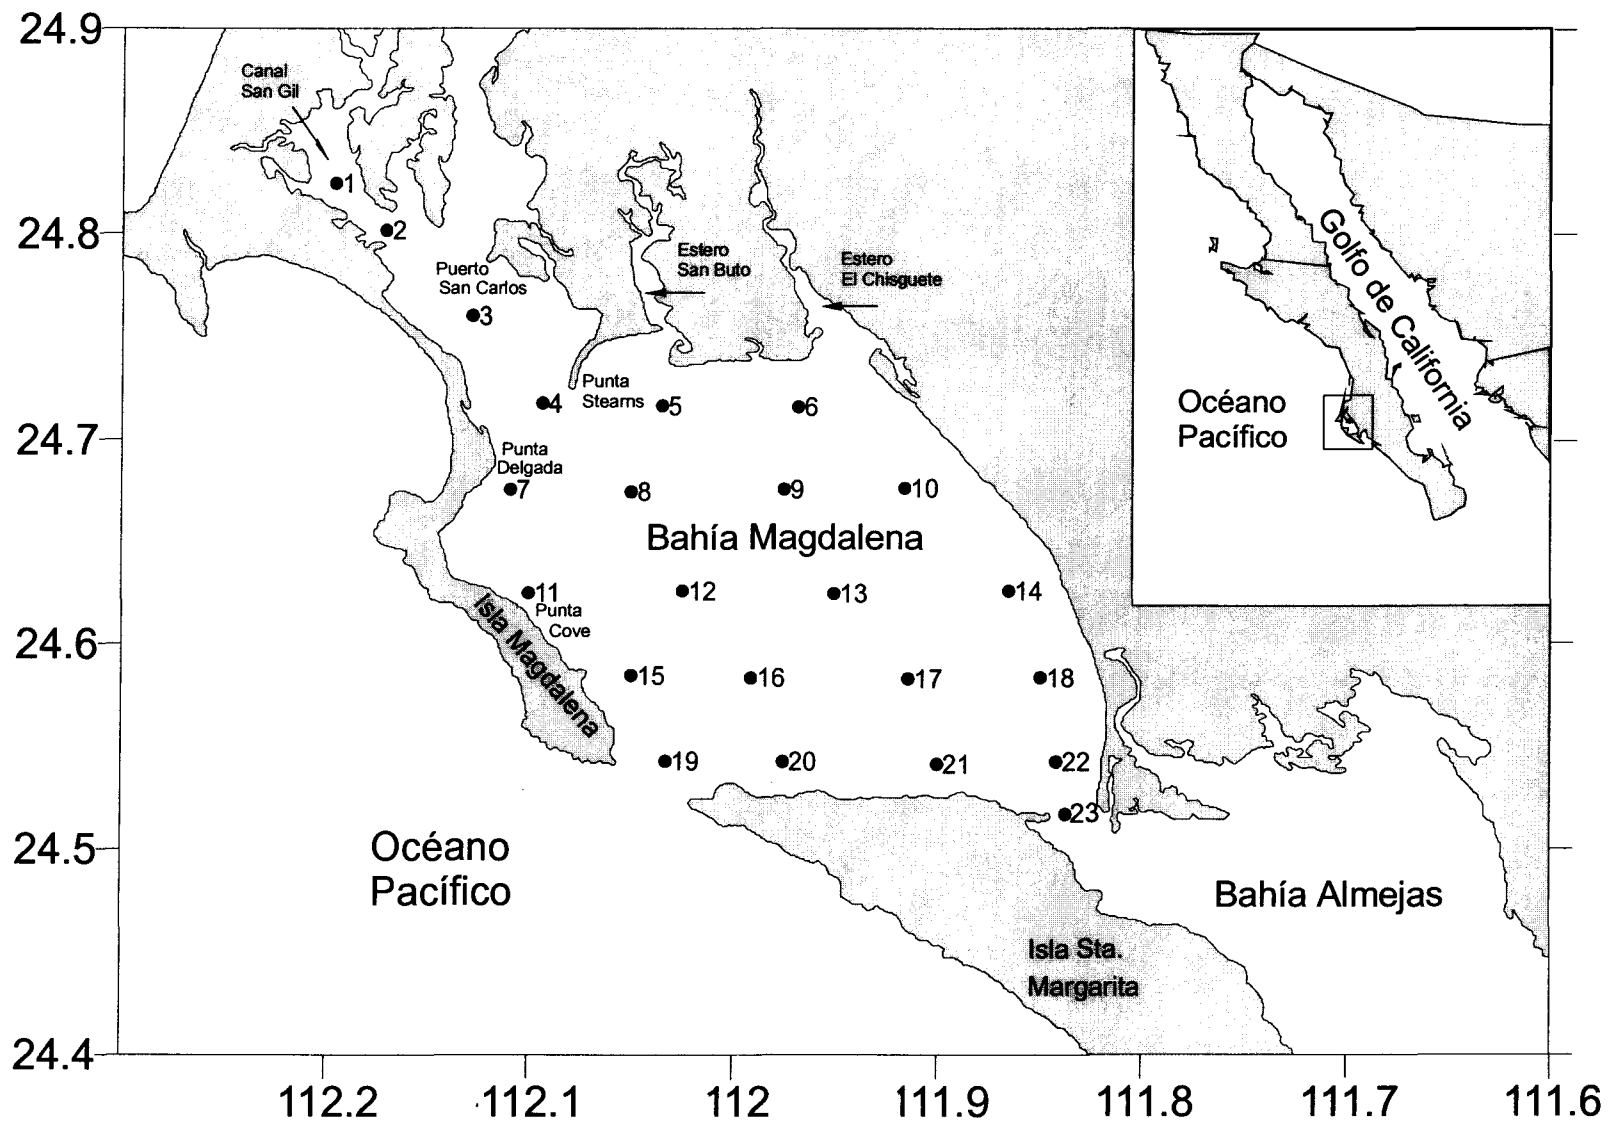 24.9
Canal
San Gil
1
24.8
2
Estero
San Buto
Estero
El Chisguete
Puerto
San Carlos
3
Golfo de California
Punta
Stearns
4
5
6
Océano
Pacífico
24.7
Punta
Delgada
7
8
9
10
Bahía Magdalena
11
12
13
14
Punta
Cove
Isla Magdalena
24.6
15
16
17
18
19
20
21
22
23
24.5
Océano
Pacífico
Bahía Almejas
Isla Sta.
Margarita
24.4
112.2
112.1
112
111.9
111.8
111.7
111.6